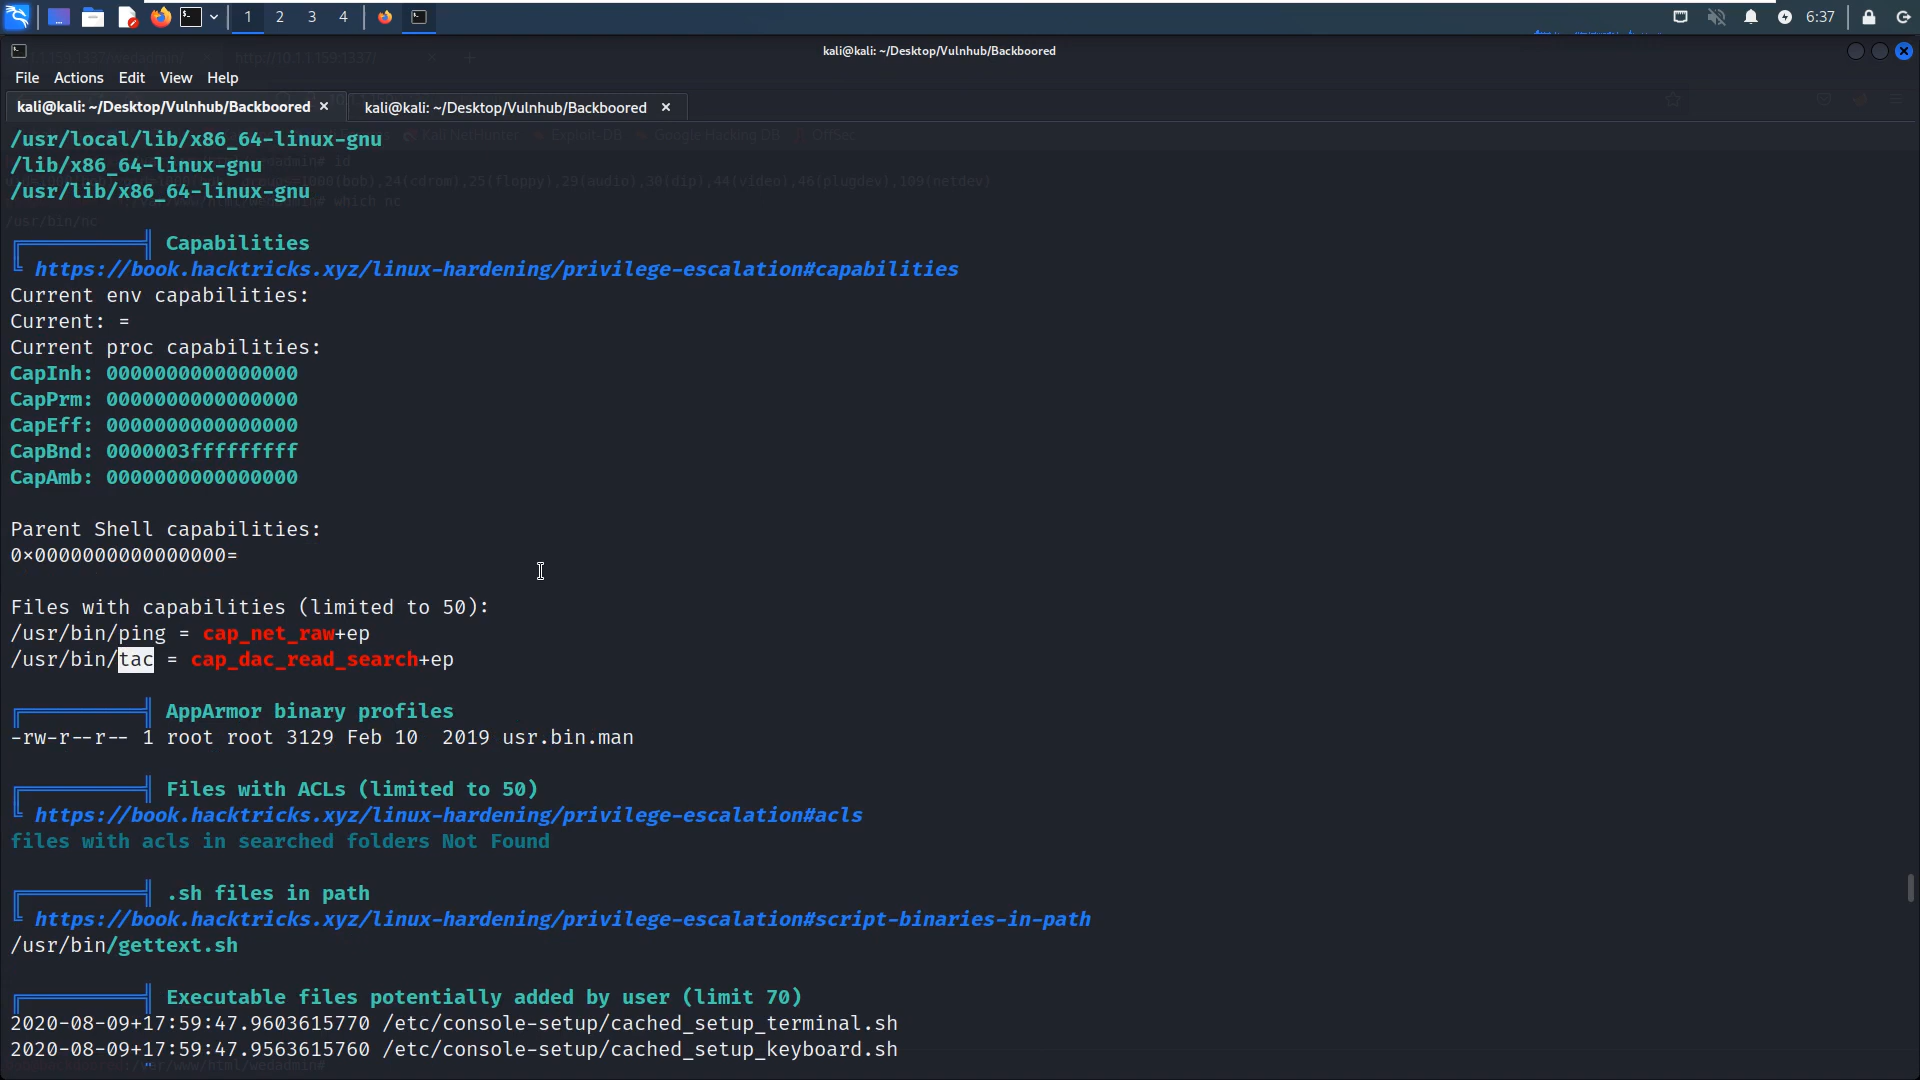 1 2 3 4 6:37
kali@kali: ~/Desktop/Vulnhub/Backboored
File Actions Edit View Help
kali@kali: ~/Desktop/Vulnhub/Backboored × kali@kali: ~/Desktop/Vulnhub/Backboored ×
/usr/local/lib/x86_64-linux-gnu
/lib/x86_64-linux-gnu
/usr/lib/x86_64-linux-gnu
Capabilities
https://book.hacktricks.xyz/linux-hardening/privilege-escalation#capabilities
Current env capabilities:
Current: =
Current proc capabilities:
CapInh: 0000000000000000
CapPrm: 0000000000000000
CapEff: 0000000000000000
CapBnd: 0000003fffffffff
CapAmb: 0000000000000000
Parent Shell capabilities:
0×0000000000000000=
Files with capabilities (limited to 50):
/usr/bin/ping = cap_net_raw+ep
/usr/bin/tac = cap_dac_read_search+ep
AppArmor binary profiles
-rw-r--r-- 1 root root 3129 Feb 10  2019 usr.bin.man
Files with ACLs (limited to 50)
https://book.hacktricks.xyz/linux-hardening/privilege-escalation#acls
files with acls in searched folders Not Found
.sh files in path
https://book.hacktricks.xyz/linux-hardening/privilege-escalation#script-binaries-in-path
/usr/bin/gettext.sh
Executable files potentially added by user (limit 70)
2020-08-09+17:59:47.9603615770 /etc/console-setup/cached_setup_terminal.sh
2020-08-09+17:59:47.9563615760 /etc/console-setup/cached_setup_keyboard.sh